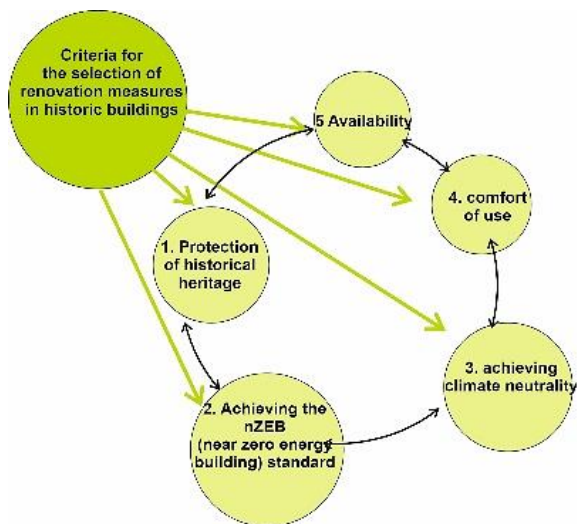 Criteria for
the selection of
renovation measures
in historic buildings
5 Availability
4. comfort
of use
1. Protection
of historical
heritage
3. achieving
climate neutrality
2. Achieving the
nZEB
(near zero energy
building) standard